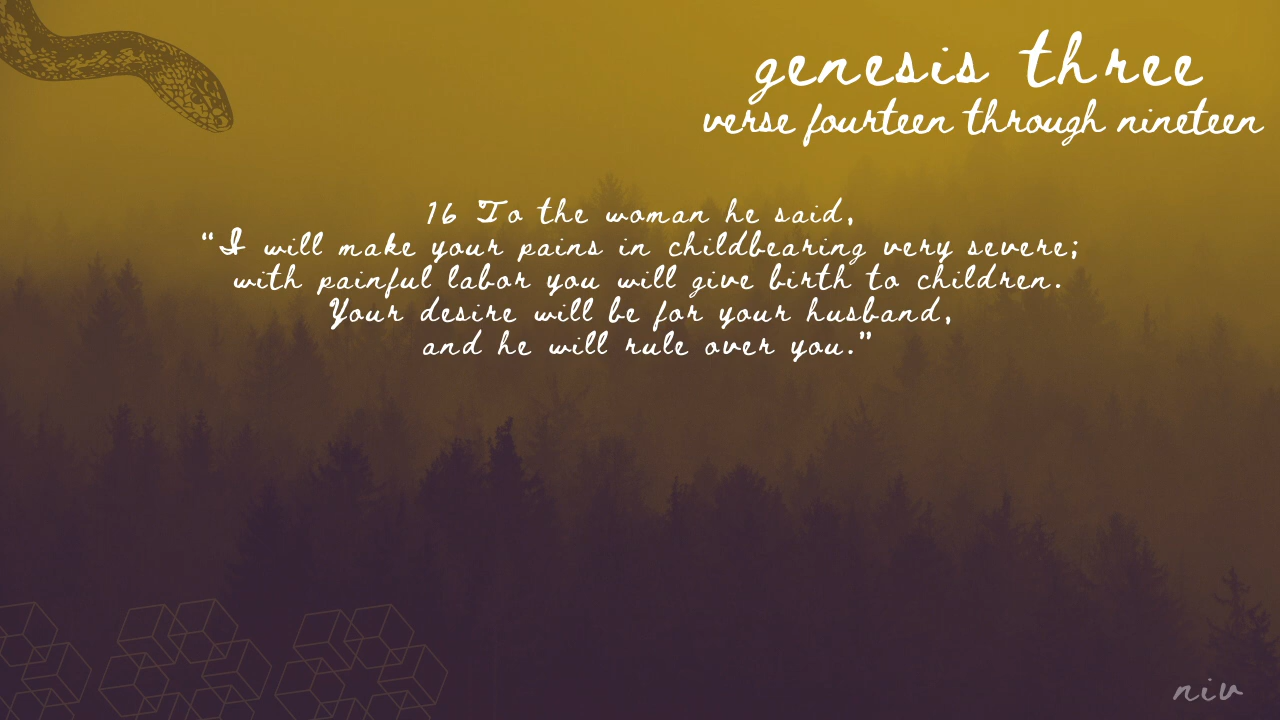 genesis three
verse fourteen through nineteen
16 To the woman he said,
“I will make your pains in childbearing very severe;
with painful labor you will give birth to children.
Your desire will be for your husband,
and he will rule over you.”
niv